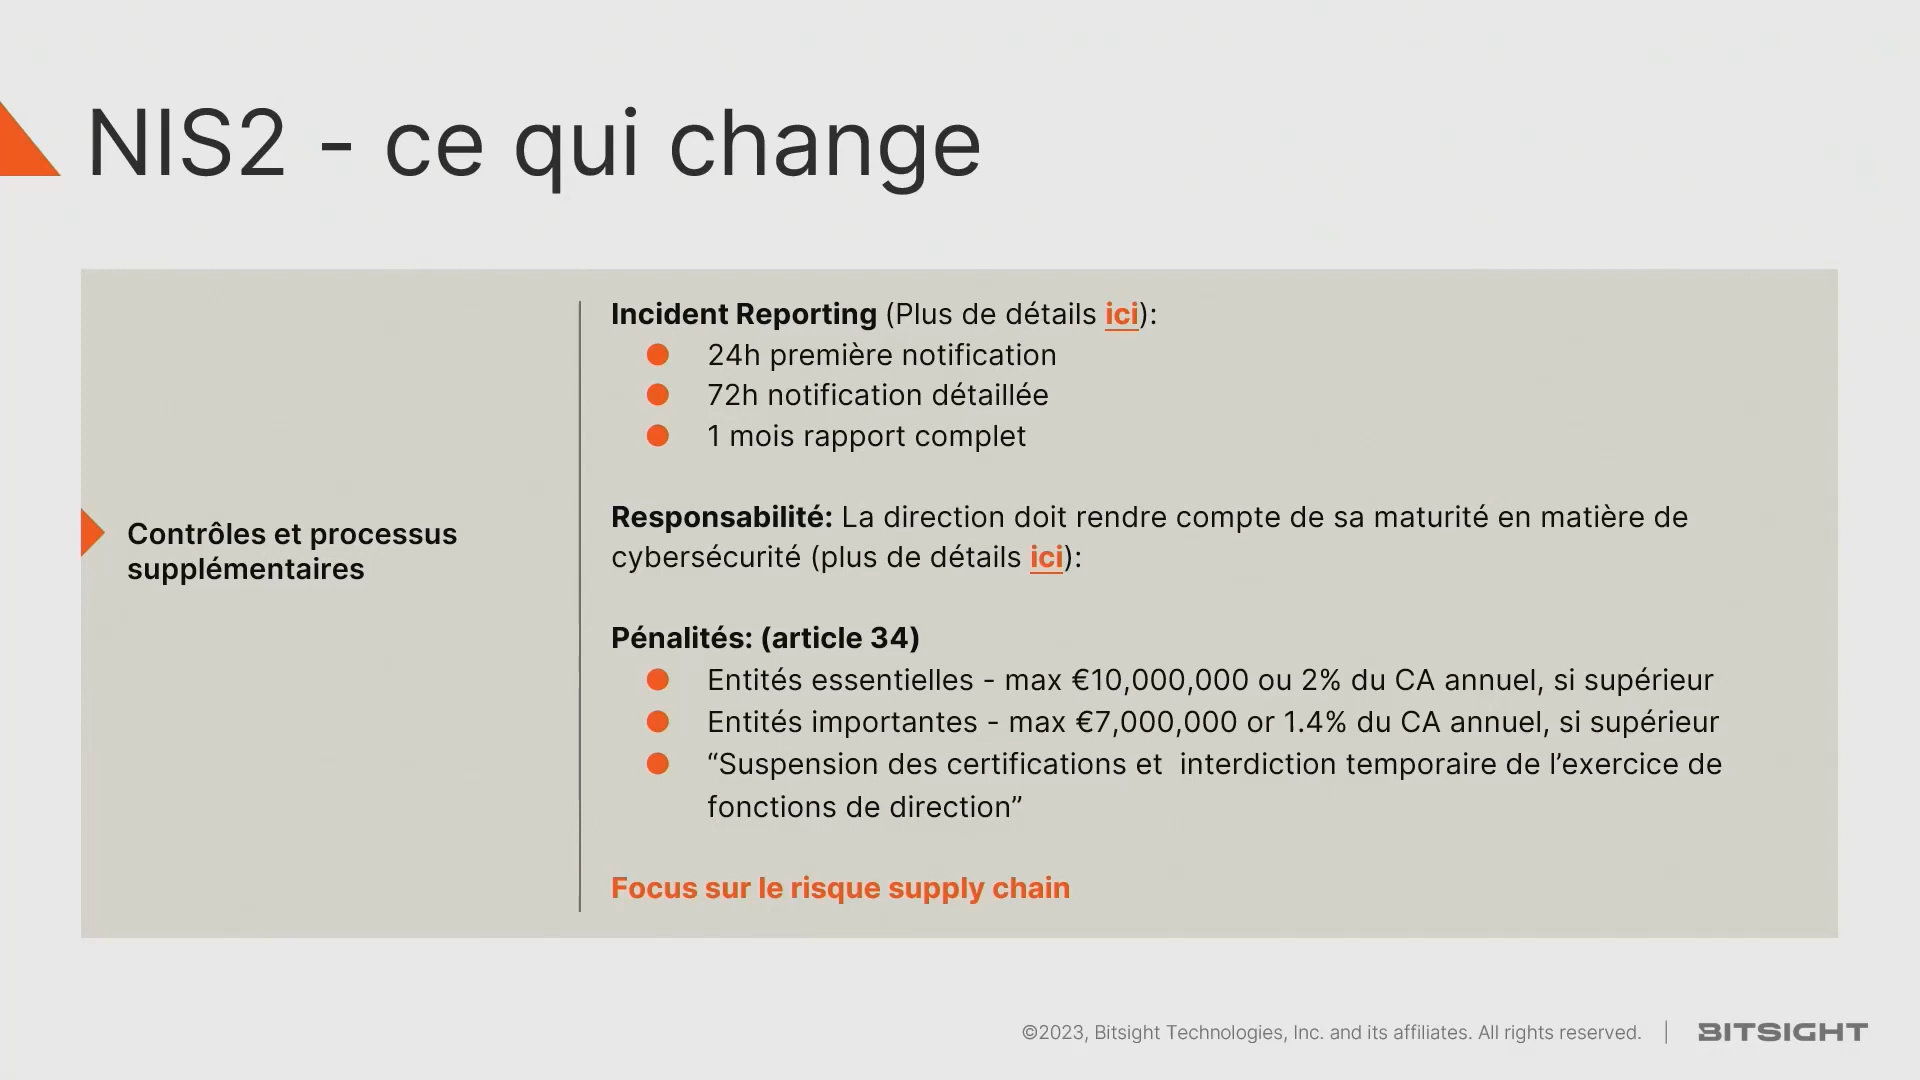 NIS2 - ce qui change
Contrôles et processus
supplémentaires
Incident Reporting (Plus de détails ici):
● 24h première notification
● 72h notification détaillée
● 1 mois rapport complet
Responsabilité: La direction doit rendre compte de sa maturité en matière de
cybersécurité (plus de détails ici):
Pénalités: (article 34)
● Entités essentielles - max €10,000,000 ou 2% du CA annuel, si supérieur
● Entités importantes - max €7,000,000 or 1.4% du CA annuel, si supérieur
● “Suspension des certifications et  interdiction temporaire de l’exercice de
fonctions de direction”
Focus sur le risque supply chain
©2023, Bitsight Technologies, Inc. and its affiliates. All rights reserved. | BITSIGHT